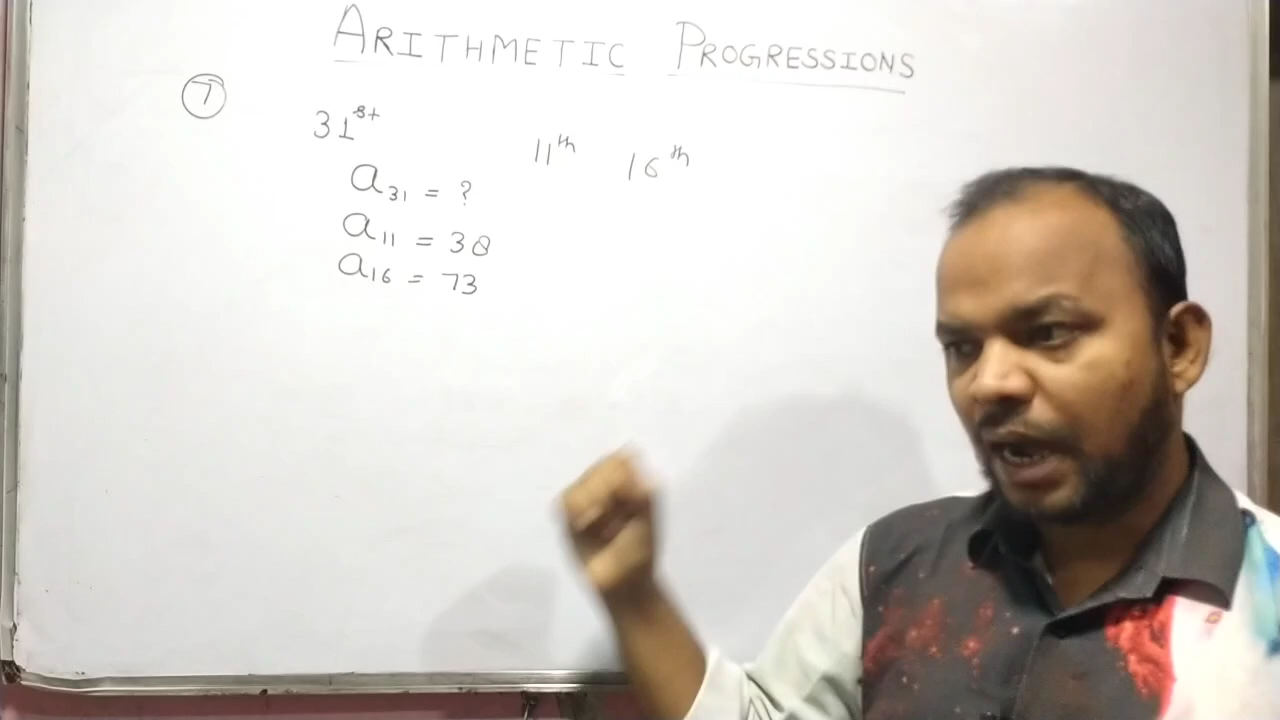 ARITHMETIC PROGRESSIONS
7
31st
11th 16th
a31 = ?
a11 = 38
a16 = 73